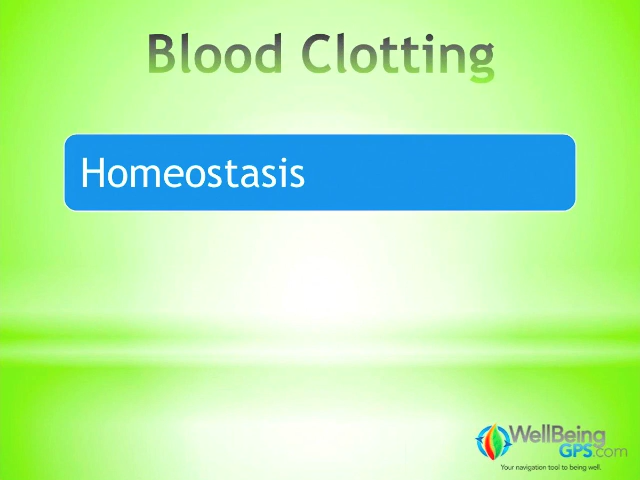 Blood Clotting
Homeostasis
WellBeing
GPS.com
Your navigation tool to being well.